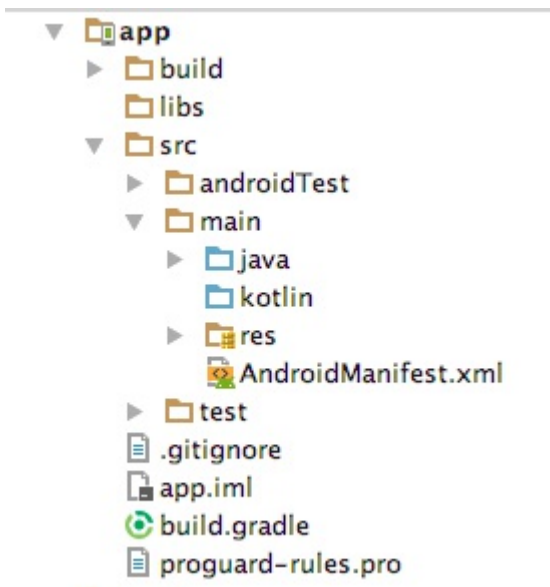 app
build
libs
src
androidTest
main
java
kotlin
res
AndroidManifest.xml
test
.gitignore
app.iml
build.gradle
proguard-rules.pro